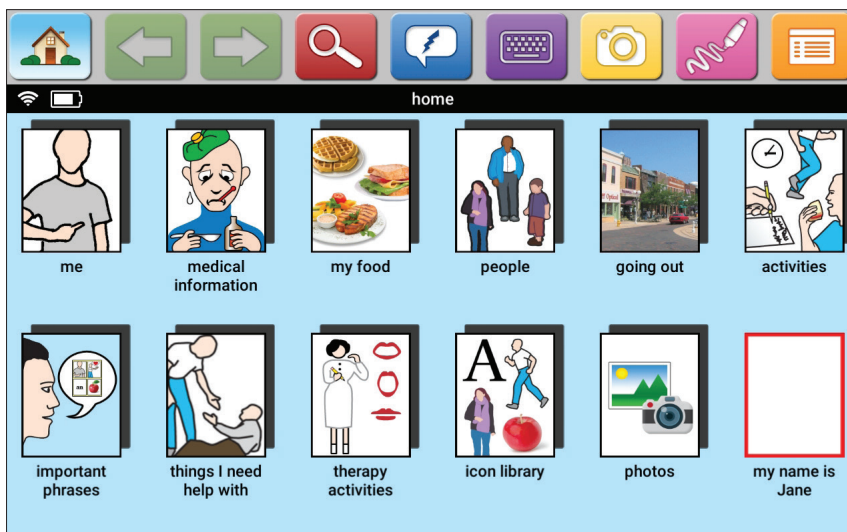 home
me
medical
information
my food
people
going out
activities
important
phrases
things I need
help with
therapy
activities
A
icon library
photos
my name is
Jane